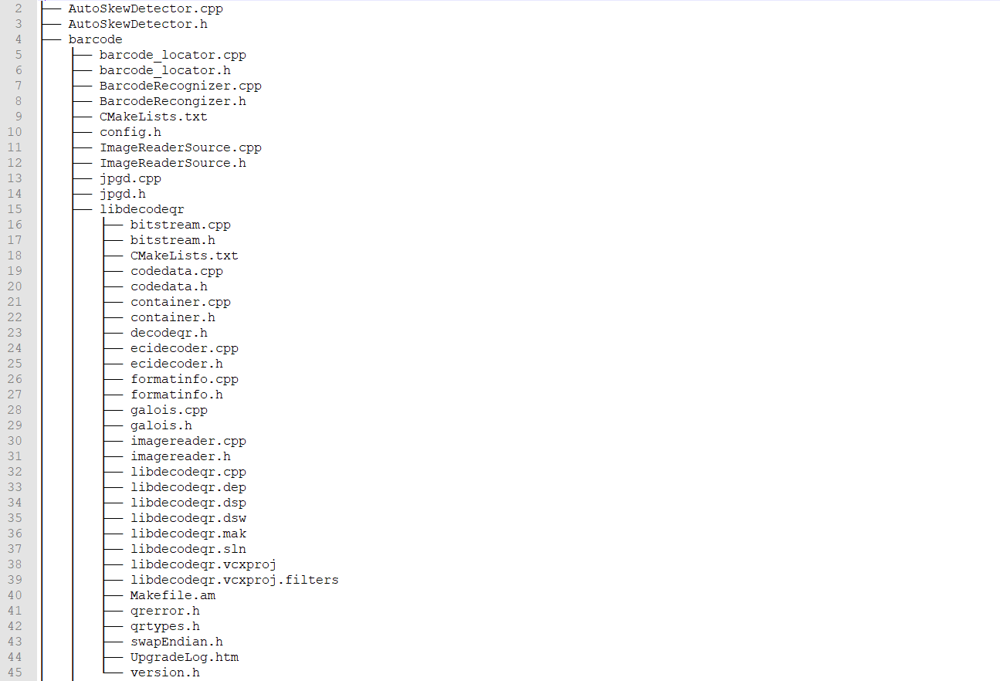 2 ├── AutoSkewDetector.cpp
3 ├── AutoSkewDetector.h
4 ├── barcode
5 │   ├── barcode_locator.cpp
6 │   ├── barcode_locator.h
7 │   ├── BarcodeRecognizer.cpp
8 │   ├── BarcodeRecongizer.h
9 │   ├── CMakeLists.txt
10 │   ├── config.h
11 │   ├── ImageReaderSource.cpp
12 │   ├── ImageReaderSource.h
13 │   ├── jpgd.cpp
14 │   ├── jpgd.h
15 │   ├── libdecodeqr
16 │   │   ├── bitstream.cpp
17 │   │   ├── bitstream.h
18 │   │   ├── CMakeLists.txt
19 │   │   ├── codedata.cpp
20 │   │   ├── codedata.h
21 │   │   ├── container.cpp
22 │   │   ├── container.h
23 │   │   ├── decodeqr.h
24 │   │   ├── ecidecoder.cpp
25 │   │   ├── ecidecoder.h
26 │   │   ├── formatinfo.cpp
27 │   │   ├── formatinfo.h
28 │   │   ├── galois.cpp
29 │   │   ├── galois.h
30 │   │   ├── imagereader.cpp
31 │   │   ├── imagereader.h
32 │   │   ├── libdecodeqr.cpp
33 │   │   ├── libdecodeqr.dep
34 │   │   ├── libdecodeqr.dsp
35 │   │   ├── libdecodeqr.dsw
36 │   │   ├── libdecodeqr.mak
37 │   │   ├── libdecodeqr.sln
38 │   │   ├── libdecodeqr.vcxproj
39 │   │   ├── libdecodeqr.vcxproj.filters
40 │   │   ├── Makefile.am
41 │   │   ├── qrerror.h
42 │   │   ├── qrtypes.h
43 │   │   ├── swapEndian.h
44 │   │   ├── UpgradeLog.htm
45 │   │   └── version.h